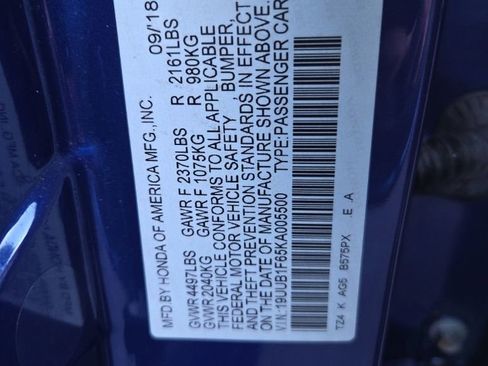 MFD.BY HONDA OF AMERICA MFG.,INC. 09/18
GVWR 4497LBS GAWR F 2370LBS R 2161LBS
GVWR 2040KG GAWR F 1075KG R 980KG
THIS VEHICLE CONFORMS TO ALL APPLICABLE
FEDERAL MOTOR VEHICLE SAFETY, BUMPER,
AND THEFT PREVENTION STANDARDS IN EFFECT
ON THE DATE OF MANUFACTURE SHOWN ABOVE.
V.I.N.:19UUB1F65KA005500 TYPE:PASSENGER CAR
TZ4 K AG5 B575PX .E .A